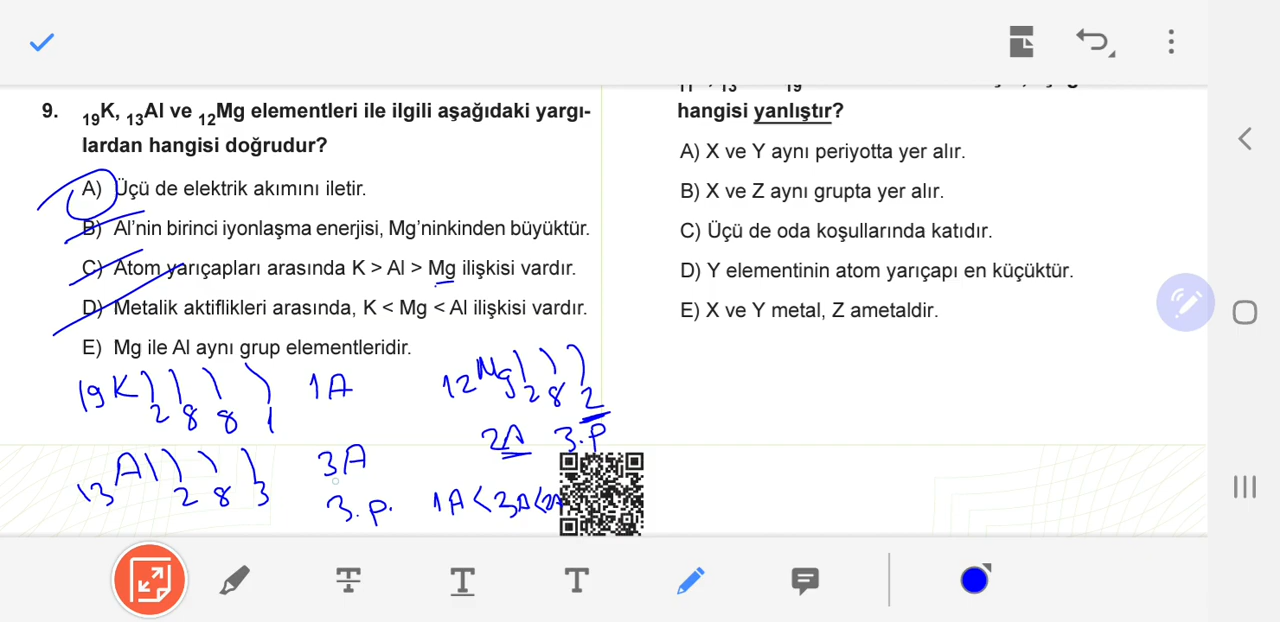 9. 19K, 13Al ve 12Mg elementleri ile ilgili aşağıdaki yargı-
lardan hangisi doğrudur?
A) Üçü de elektrik akımını iletir.
B) Al'nin birinci iyonlaşma enerjisi, Mg'ninkinden büyüktür.
C) Atom yarıçapları arasında K > Al > Mg ilişkisi vardır.
D) Metalik aktiflikleri arasında, K < Mg < Al ilişkisi vardır.
E) Mg ile Al aynı grup elementleridir.
19K 2 8 8 1 1A
13Al 2 8 3 3A
3.p.
12Mg 2 8 2
2A 3.P
1A < 3A < 2A
hangisi yanlıştır?
A) X ve Y aynı periyotta yer alır.
B) X ve Z aynı grupta yer alır.
C) Üçü de oda koşullarında katıdır.
D) Y elementinin atom yarıçapı en küçüktür.
E) X ve Y metal, Z ametaldir.